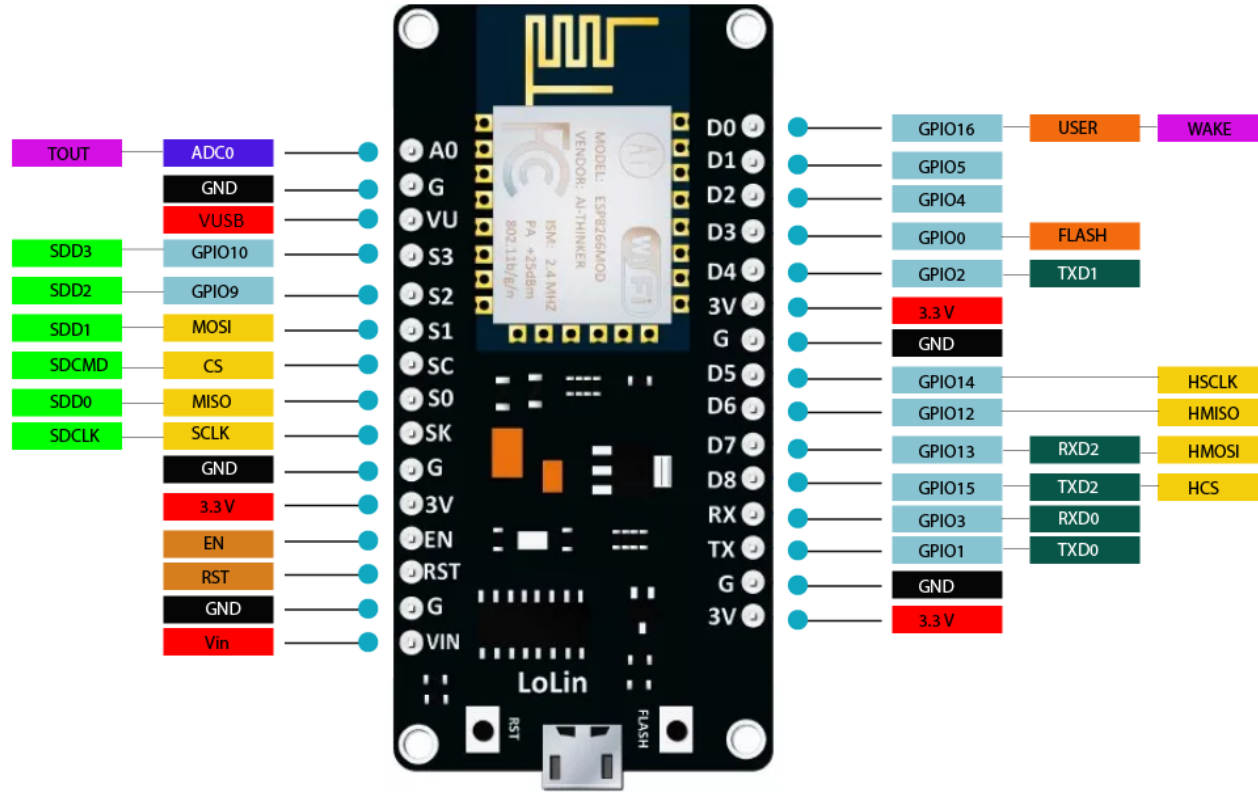 TOUT ADC0 A0
GND G
VUSB VU
SDD3 GPIO10 S3
SDD2 GPIO9 S2
SDD1 MOSI S1
SDCMD CS SC
SDD0 MISO S0
SDCLK SCLK SK
GND G
3.3 V 3V
EN EN
RST RST
GND G
Vin VIN
MODEL: ESP8266MOD
VENDOR: AI-THINKER
ISM: 2.4 MHZ
PA +25dBm
802.11b/g/n
Ai
FC
Wi Fi
D0 GPIO16 USER WAKE
D1 GPIO5
D2 GPIO4
D3 GPIO0 FLASH
D4 GPIO2 TXD1
3V 3.3 V
G GND
D5 GPIO14 HSCLK
D6 GPIO12 HMISO
D7 GPIO13 RXD2 HMOSI
D8 GPIO15 TXD2 HCS
RX GPIO3 RXD0
TX GPIO1 TXD0
G GND
3V 3.3 V
LoLin
RST
FLASH